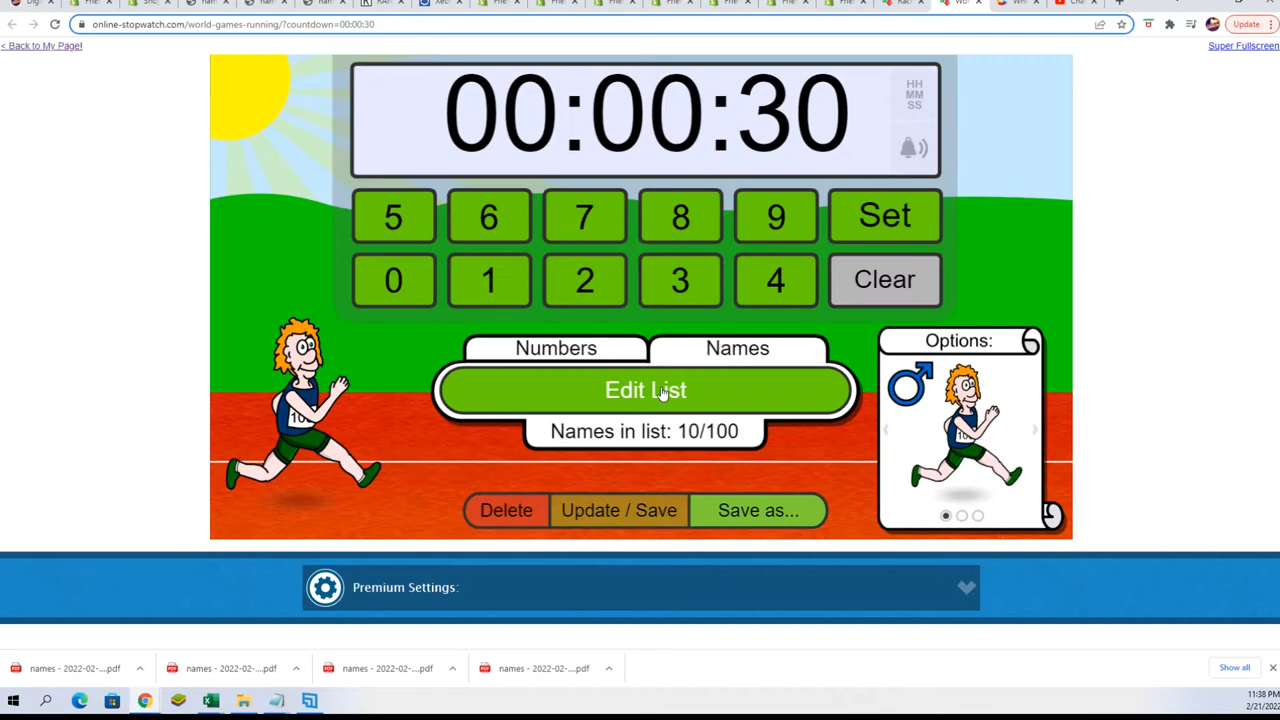 online-stopwatch.com/world-games-running/?countdown=00:00:30
Update
< Back to My Page!
Super Fullscreen
00:00:30
HH
MM
SS
5 6 7 8 9 Set
0 1 2 3 4 Clear
Numbers Names
Options:
Edit List
Names in list: 10/100
Delete Update / Save Save as...
Premium Settings:
names - 2022-02-....pdf names - 2022-02-....pdf names - 2022-02-....pdf names - 2022-02-....pdf Show all
11:38 PM